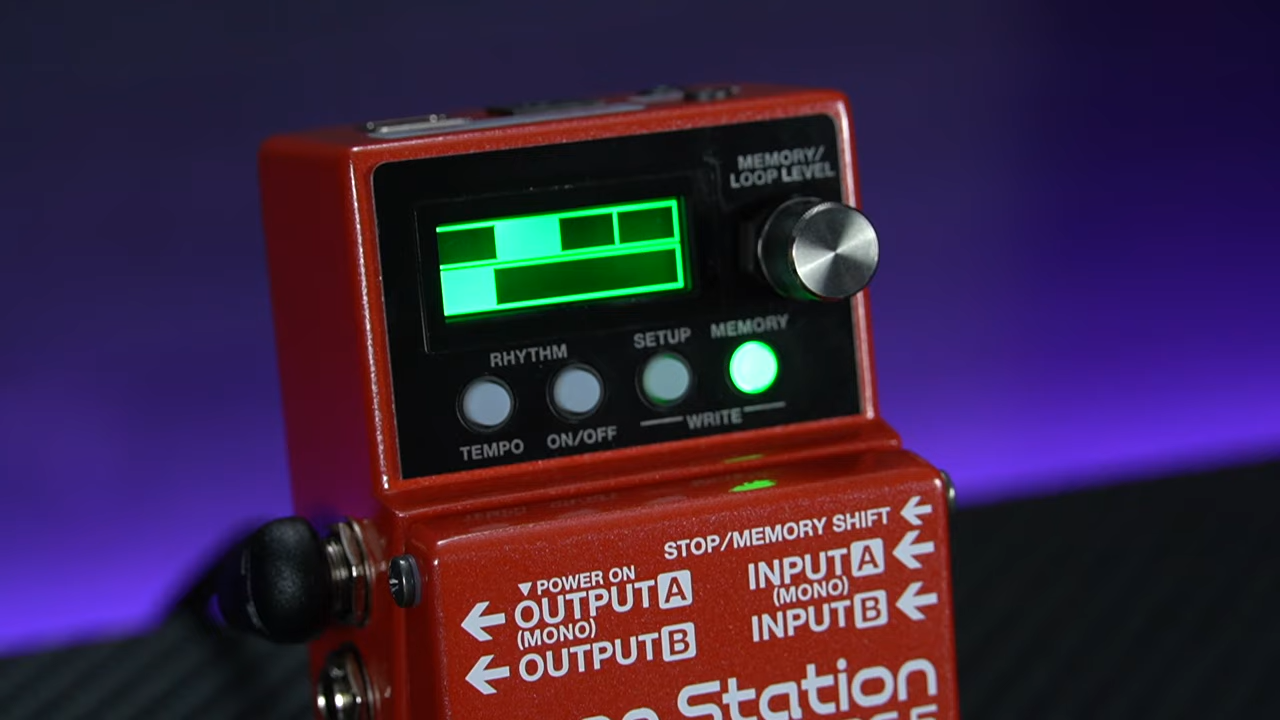 MEMORY/
LOOP LEVEL
RHYTHM
SETUP
MEMORY
TEMPO
ON/OFF
WRITE
STOP/MEMORY SHIFT
▼POWER ON
OUTPUT A
(MONO)
OUTPUT B
INPUT A
(MONO)
INPUT B
Station